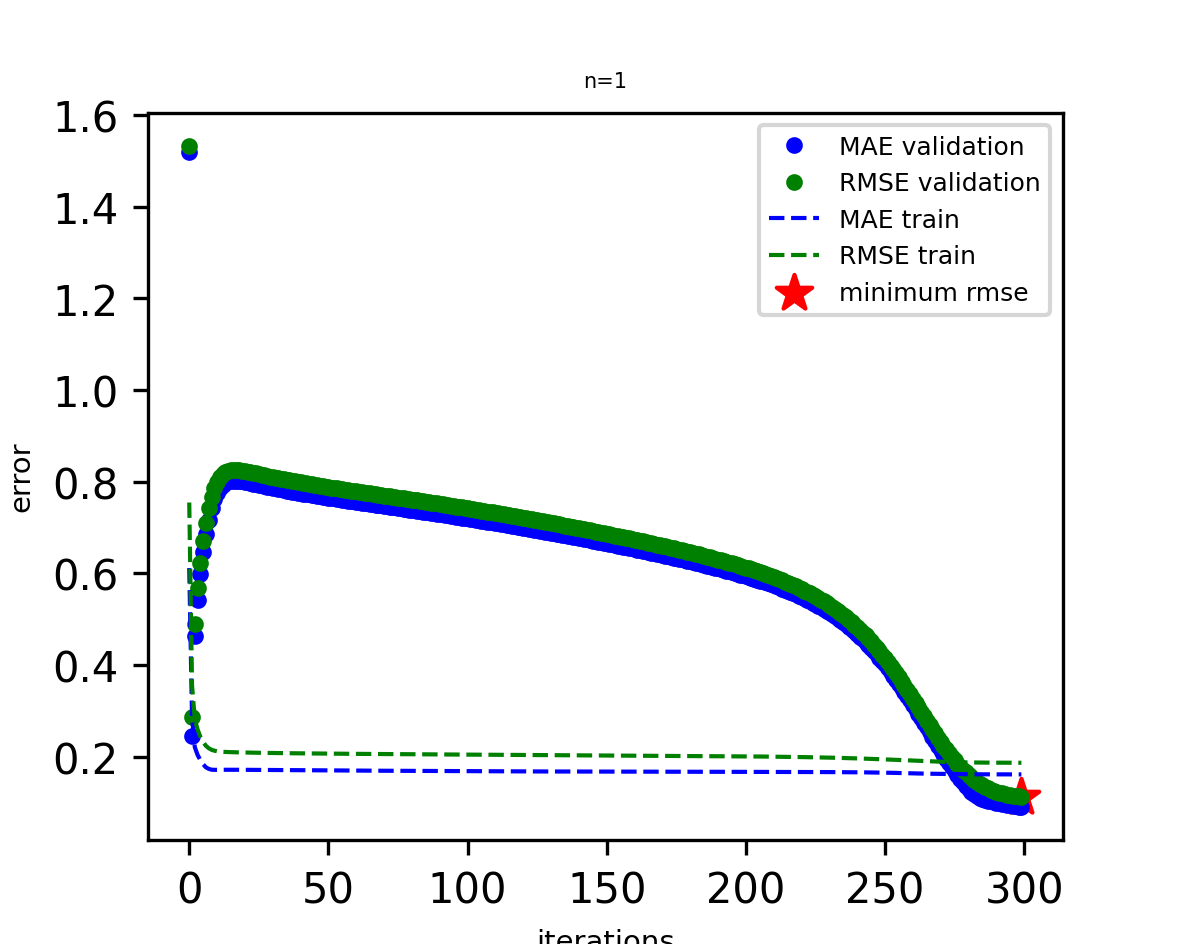 n=1
1.6
1.4
1.2
1.0
0.8
0.6
0.4
0.2
error
MAE validation
RMSE validation
MAE train
RMSE train
minimum rmse
0 50 100 150 200 250 300
iterations